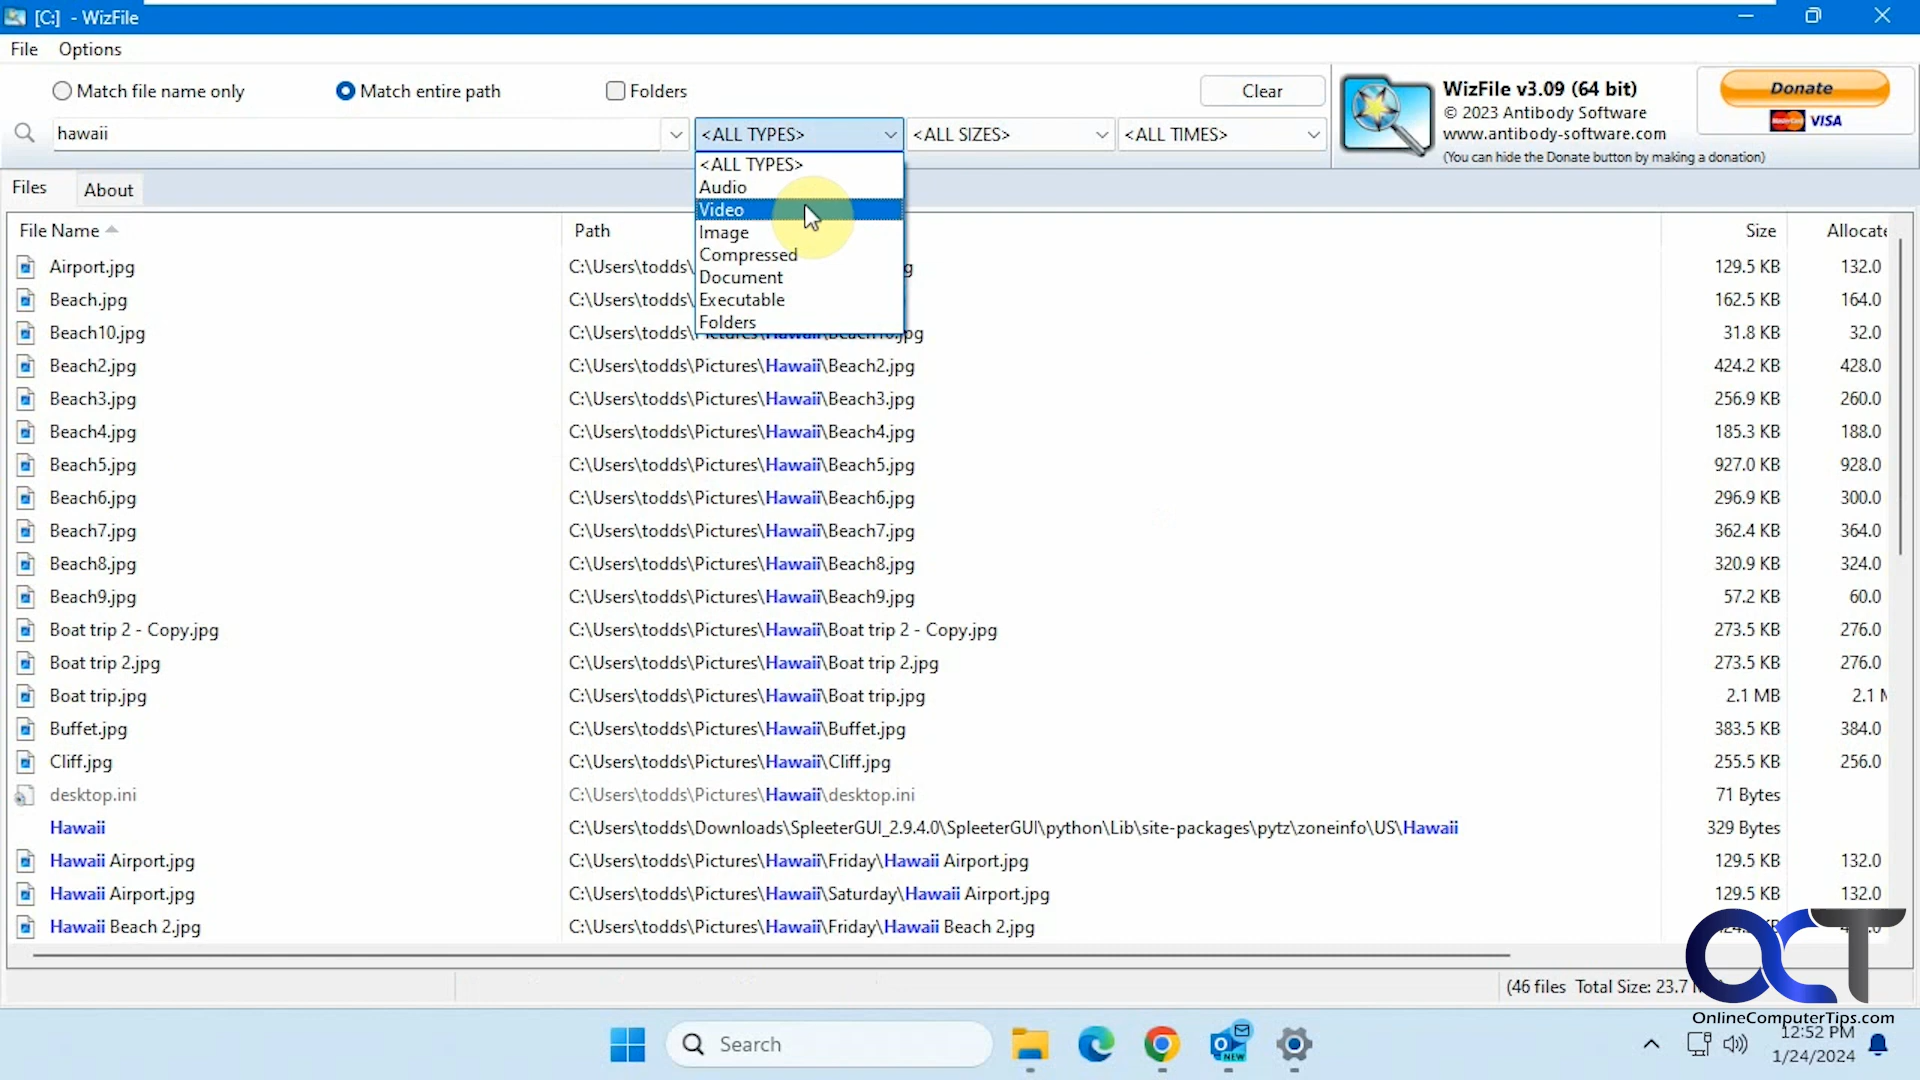 [C:] - WizFile
File Options
Match file name only Match entire path Folders Clear
hawaii <ALL TYPES> <ALL SIZES> <ALL TIMES>
WizFile v3.09 (64 bit)
© 2023 Antibody Software
www.antibody-software.com
(You can hide the Donate button by making a donation)
Donate
MasterCard VISA
<ALL TYPES>
Audio
Video
Image
Compressed
Document
Executable
Folders
Files About
File Name Path Size Allocate
Airport.jpg C:\Users\todds\ g 129.5 KB 132.0
Beach.jpg C:\Users\todds\ 162.5 KB 164.0
Beach10.jpg C:\Users\todds\Pictures\Hawaii\Beach10.jpg 31.8 KB 32.0
Beach2.jpg C:\Users\todds\Pictures\Hawaii\Beach2.jpg 424.2 KB 428.0
Beach3.jpg C:\Users\todds\Pictures\Hawaii\Beach3.jpg 256.9 KB 260.0
Beach4.jpg C:\Users\todds\Pictures\Hawaii\Beach4.jpg 185.3 KB 188.0
Beach5.jpg C:\Users\todds\Pictures\Hawaii\Beach5.jpg 927.0 KB 928.0
Beach6.jpg C:\Users\todds\Pictures\Hawaii\Beach6.jpg 296.9 KB 300.0
Beach7.jpg C:\Users\todds\Pictures\Hawaii\Beach7.jpg 362.4 KB 364.0
Beach8.jpg C:\Users\todds\Pictures\Hawaii\Beach8.jpg 320.9 KB 324.0
Beach9.jpg C:\Users\todds\Pictures\Hawaii\Beach9.jpg 57.2 KB 60.0
Boat trip 2 - Copy.jpg C:\Users\todds\Pictures\Hawaii\Boat trip 2 - Copy.jpg 273.5 KB 276.0
Boat trip 2.jpg C:\Users\todds\Pictures\Hawaii\Boat trip 2.jpg 273.5 KB 276.0
Boat trip.jpg C:\Users\todds\Pictures\Hawaii\Boat trip.jpg 2.1 MB 2.1
Buffet.jpg C:\Users\todds\Pictures\Hawaii\Buffet.jpg 383.5 KB 384.0
Cliff.jpg C:\Users\todds\Pictures\Hawaii\Cliff.jpg 255.5 KB 256.0
desktop.ini C:\Users\todds\Pictures\Hawaii\desktop.ini 71 Bytes
Hawaii C:\Users\todds\Downloads\SpleeterGUI_2.9.4.0\SpleeterGUI\python\Lib\site-packages\pytz\zoneinfo\US\Hawaii 329 Bytes
Hawaii Airport.jpg C:\Users\todds\Pictures\Hawaii\Friday\Hawaii Airport.jpg 129.5 KB 132.0
Hawaii Airport.jpg C:\Users\todds\Pictures\Hawaii\Saturday\Hawaii Airport.jpg 129.5 KB 132.0
Hawaii Beach 2.jpg C:\Users\todds\Pictures\Hawaii\Friday\Hawaii Beach 2.jpg
(46 files Total Size: 23.7
OCT
OnlineComputerTips.com
Search
NEW
12:52 PM
1/24/2024